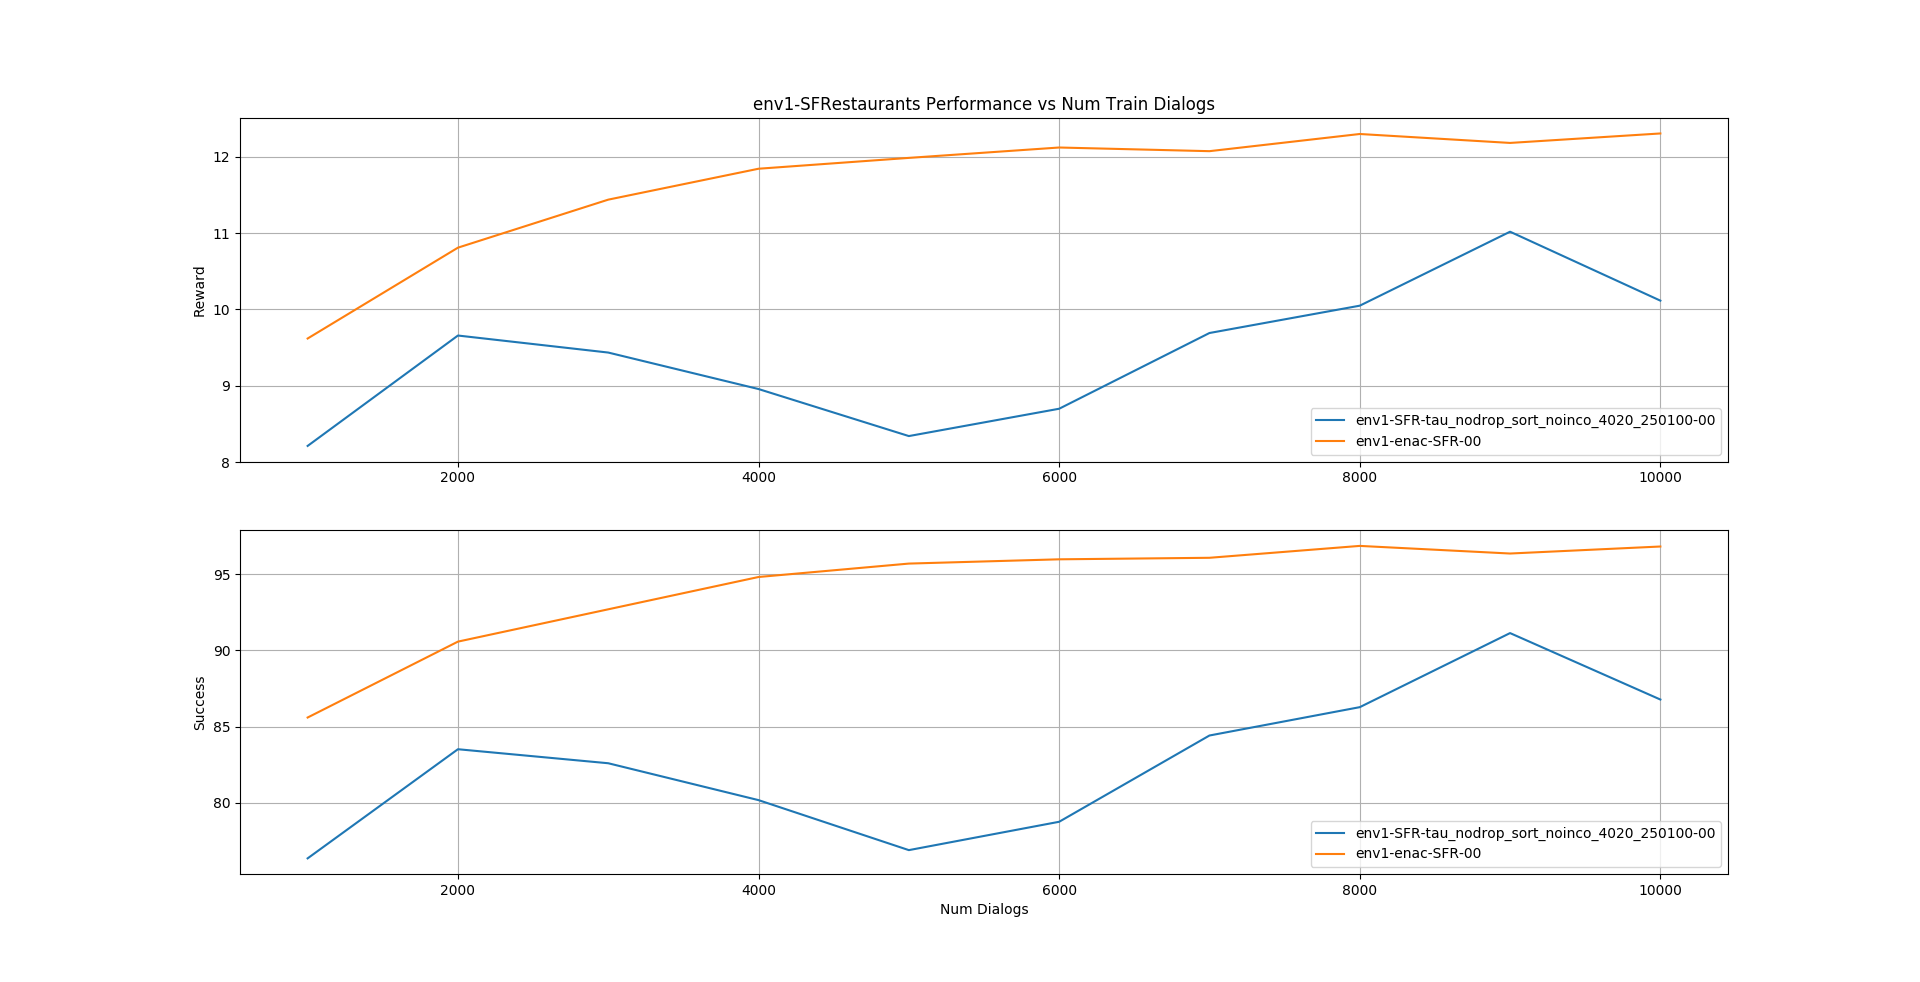 env1-SFRestaurants Performance vs Num Train Dialogs
12
11
10
9
8
Reward
2000 4000 6000 8000 10000
env1-SFR-tau_nodrop_sort_noinco_4020_250100-00
env1-enac-SFR-00
95
90
85
80
Success
2000 4000 6000 8000 10000
env1-SFR-tau_nodrop_sort_noinco_4020_250100-00
env1-enac-SFR-00
Num Dialogs